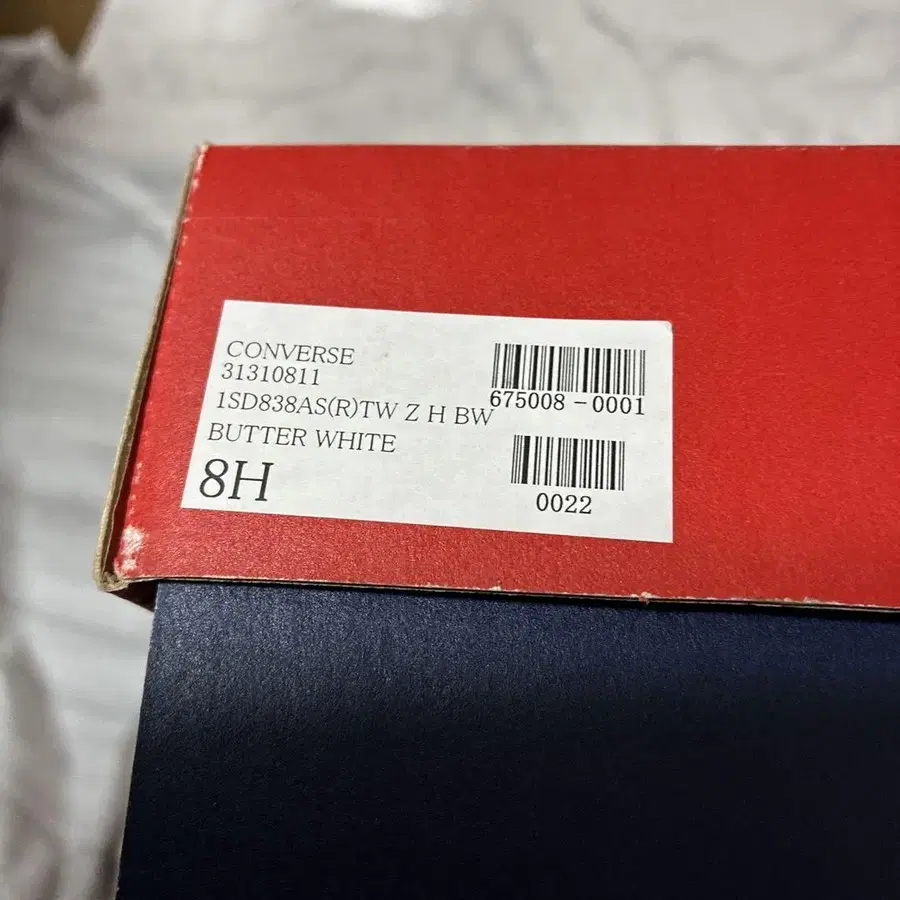 CONVERSE
31310811
1SD838AS(R)TW Z H BW
BUTTER WHITE
8H
675008-0001
0022